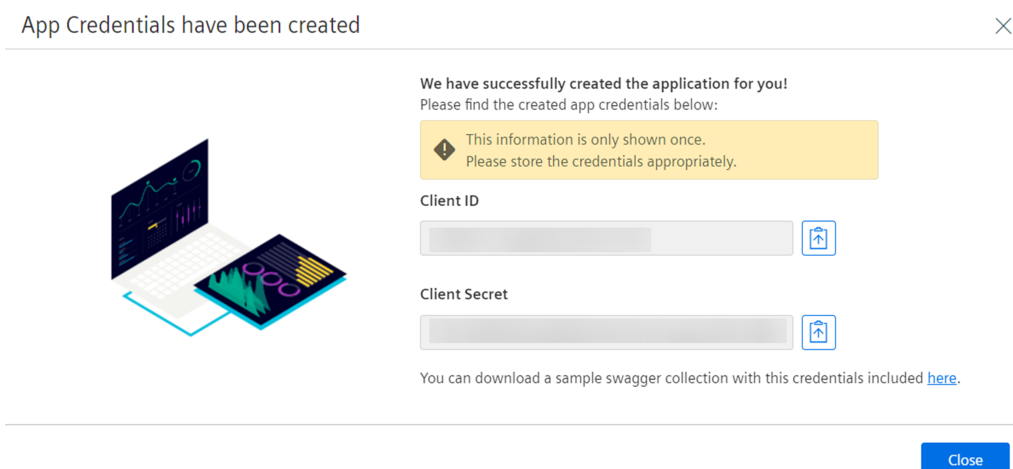 App Credentials have been created
We have successfully created the application for you!
Please find the created app credentials below:
This information is only shown once.
Please store the credentials appropriately.
Client ID
Client Secret
You can download a sample swagger collection with this credentials included here.
Close